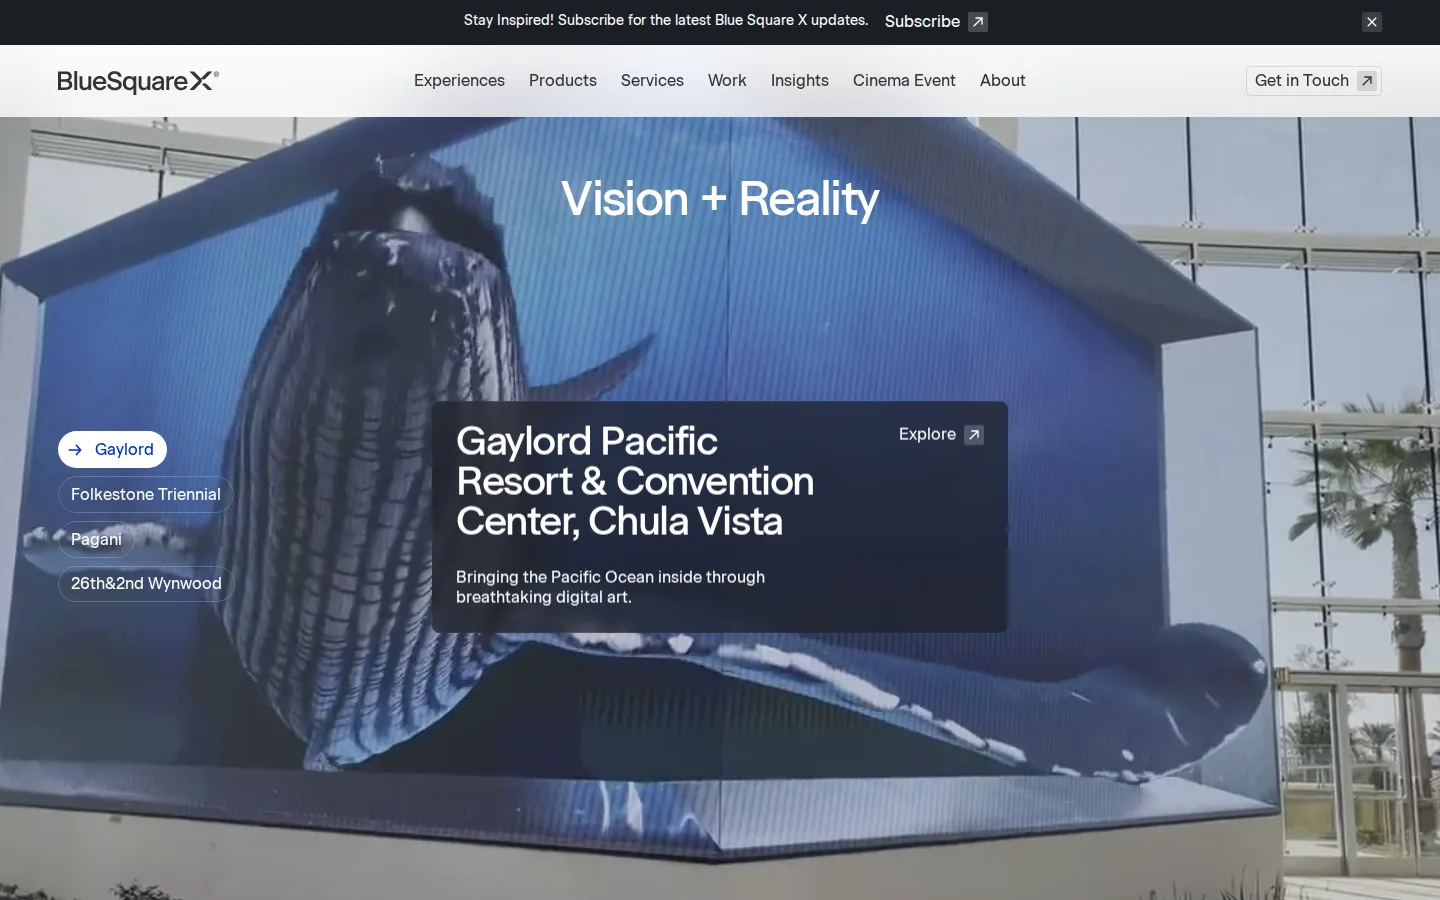 Stay Inspired! Subscribe for the latest Blue Square X updates. Subscribe
BlueSquareX®
Experiences Products Services Work Insights Cinema Event About
Get in Touch
Vision + Reality
Gaylord
Folkestone Triennial
Pagani
26th&2nd Wynwood
Gaylord Pacific
Resort & Convention
Center, Chula Vista
Explore
Bringing the Pacific Ocean inside through
breathtaking digital art.